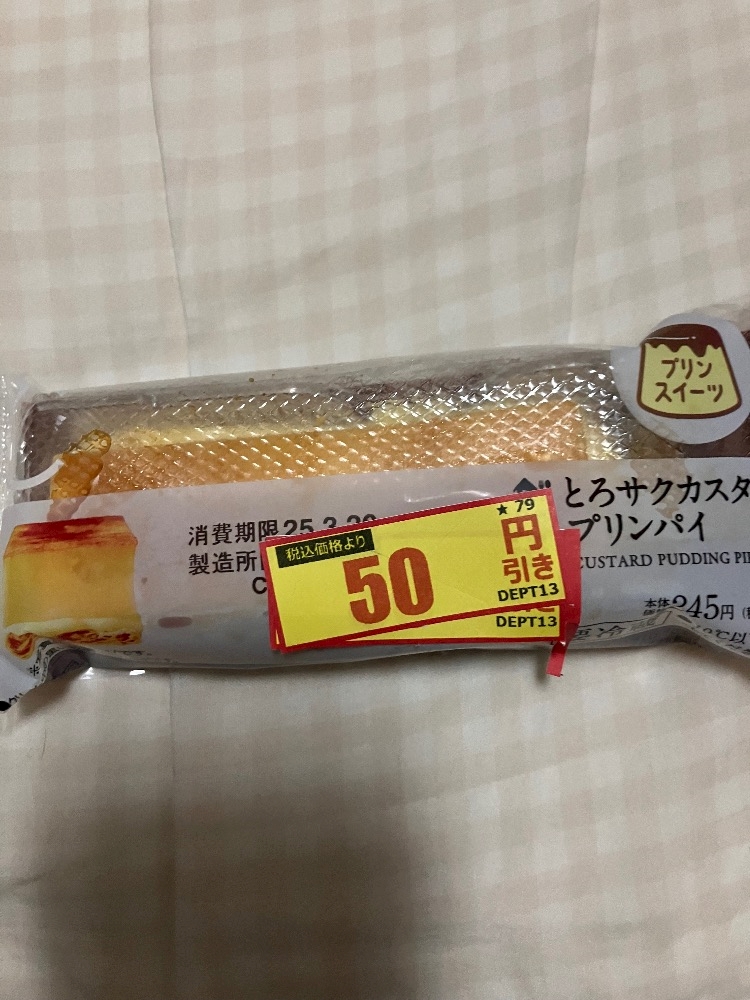 プリン
スイーツ
とろサクカスタ
プリンパイ
CUSTARD PUDDING PI
消費期限25.3.20
製造所
★79
税込価格より
50
円
引き
DEPT13
DEPT13
本体
245円